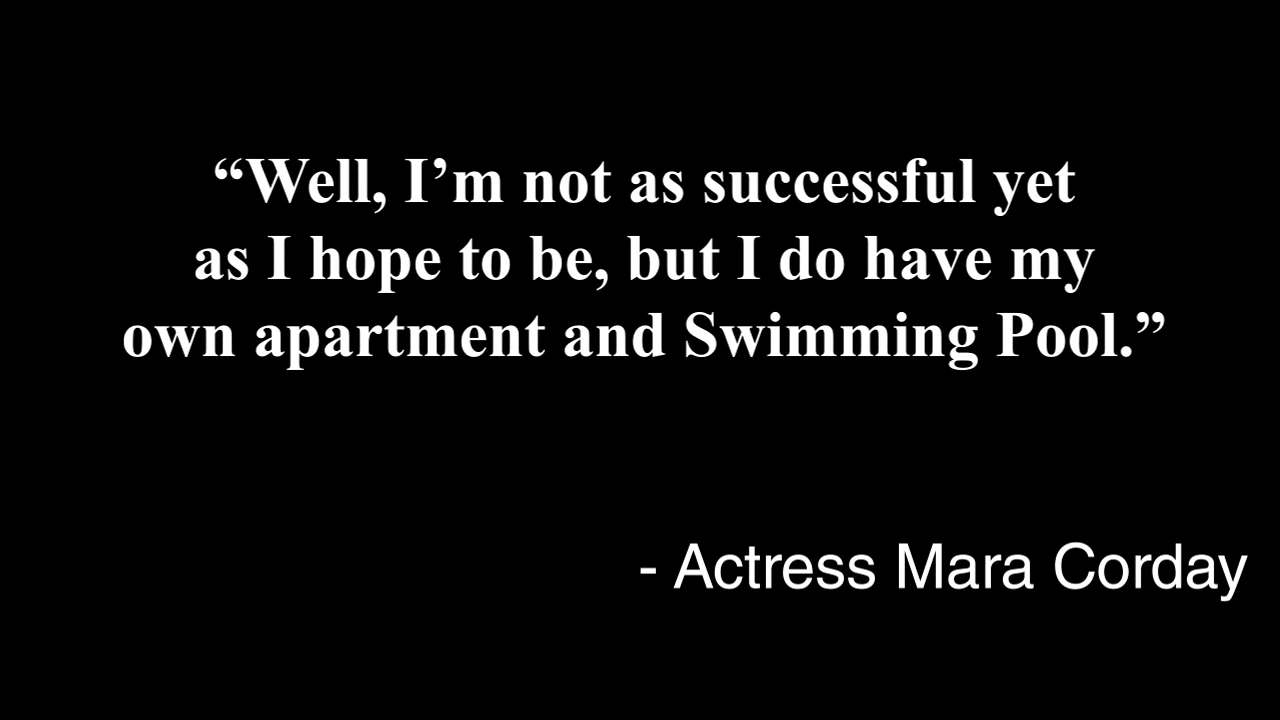 “Well, I’m not as successful yet
as I hope to be, but I do have my
own apartment and Swimming Pool.”
- Actress Mara Corday